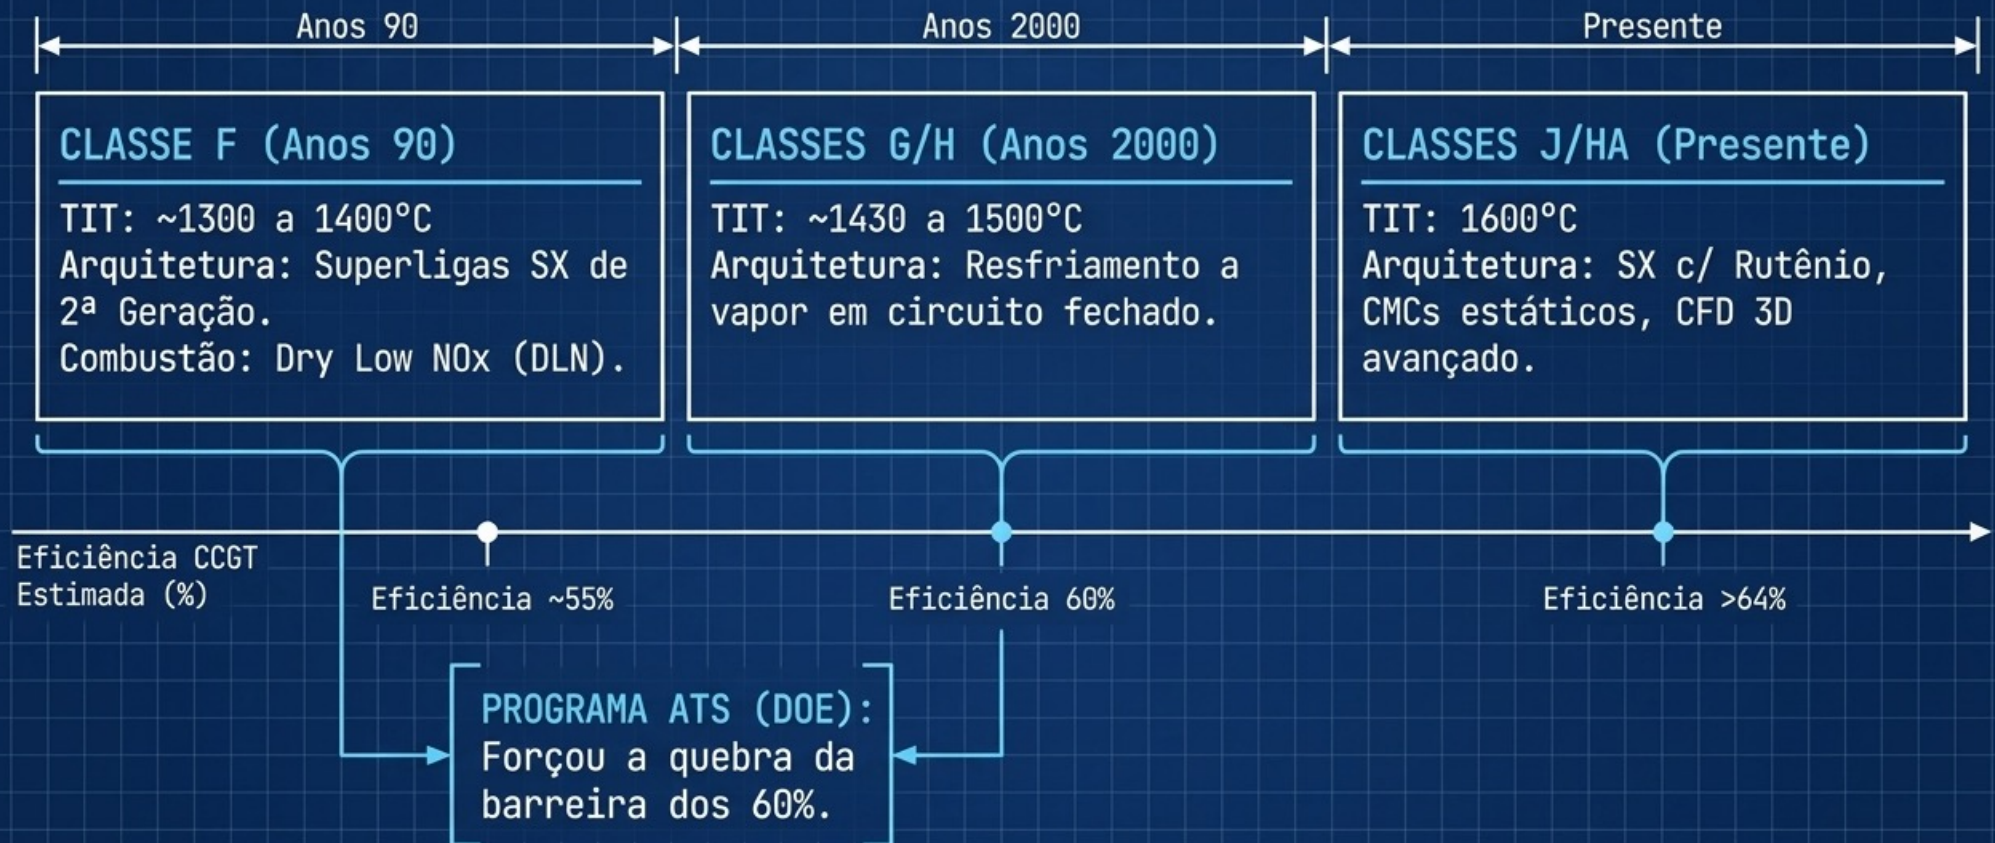 Anos 90
Anos 2000
Presente
CLASSE F (Anos 90)
TIT: ~1300 a 1400°C
Arquitetura: Superligas SX de
2ª Geração.
Combustão: Dry Low NOx (DLN).
CLASSES G/H (Anos 2000)
TIT: ~1430 a 1500°C
Arquitetura: Resfriamento a
vapor em circuito fechado.
CLASSES J/HA (Presente)
TIT: 1600°C
Arquitetura: SX c/ Rutênio,
CMCs estáticos, CFD 3D
avançado.
Eficiência CCGT
Estimada (%)
Eficiência ~55%
Eficiência 60%
Eficiência >64%
PROGRAMA ATS (DOE):
Forçou a quebra da
barreira dos 60%.